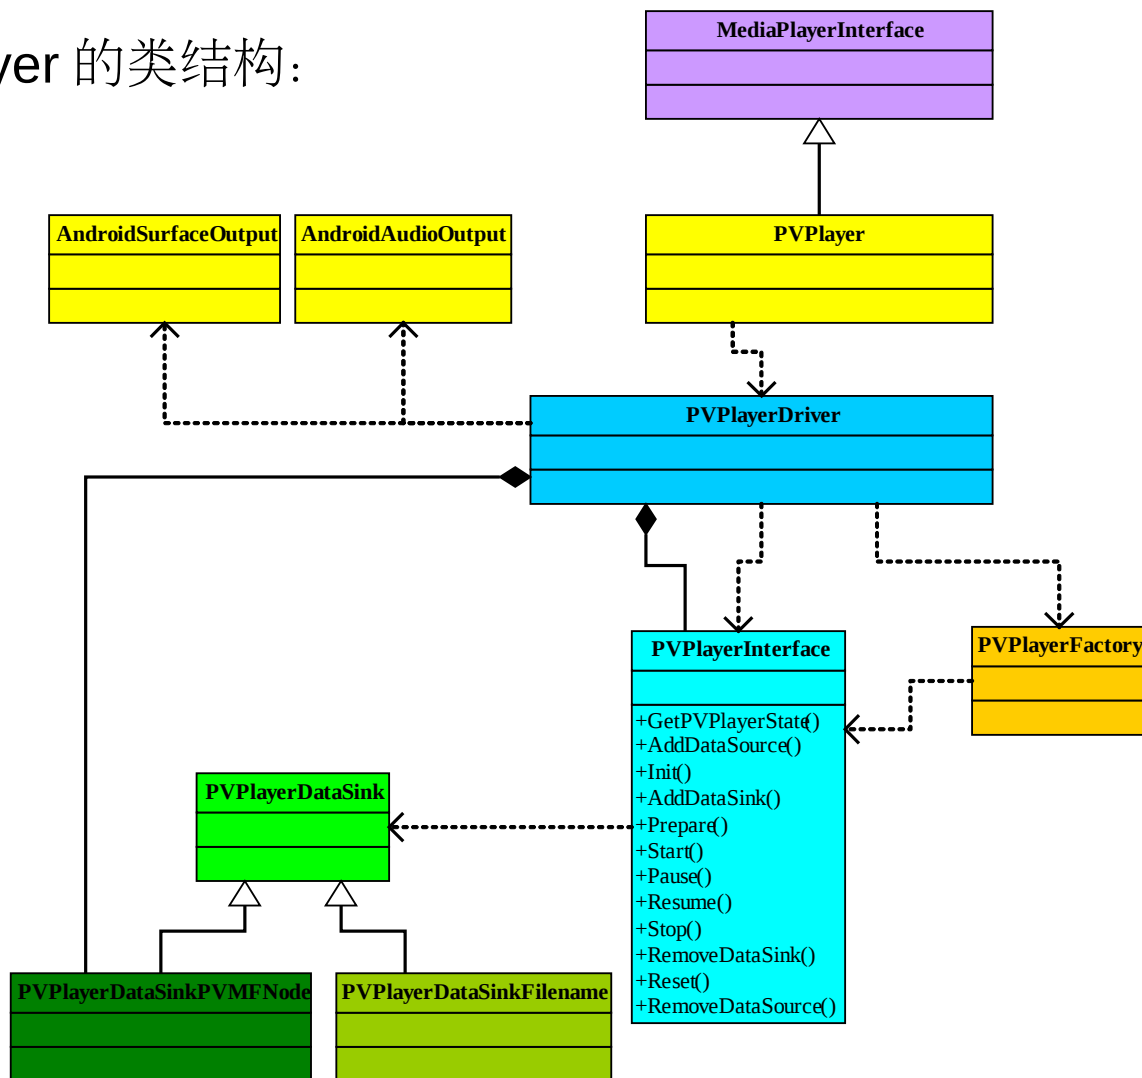 MediaPlayerInterface
yer 的类结构:
AndroidSurfaceOutput
AndroidAudioOutput
PVPlayer
PVPlayerDriver
PVPlayerInterface
PVPlayerFactory
+GetPVPlayerState()
+AddDataSource()
+Init()
+AddDataSink()
+Prepare()
+Start()
+Pause()
+Resume()
+Stop()
+RemoveDataSink()
+Reset()
+RemoveDataSource()
PVPlayerDataSink
PVPlayerDataSinkPVMFNode
PVPlayerDataSinkFilename